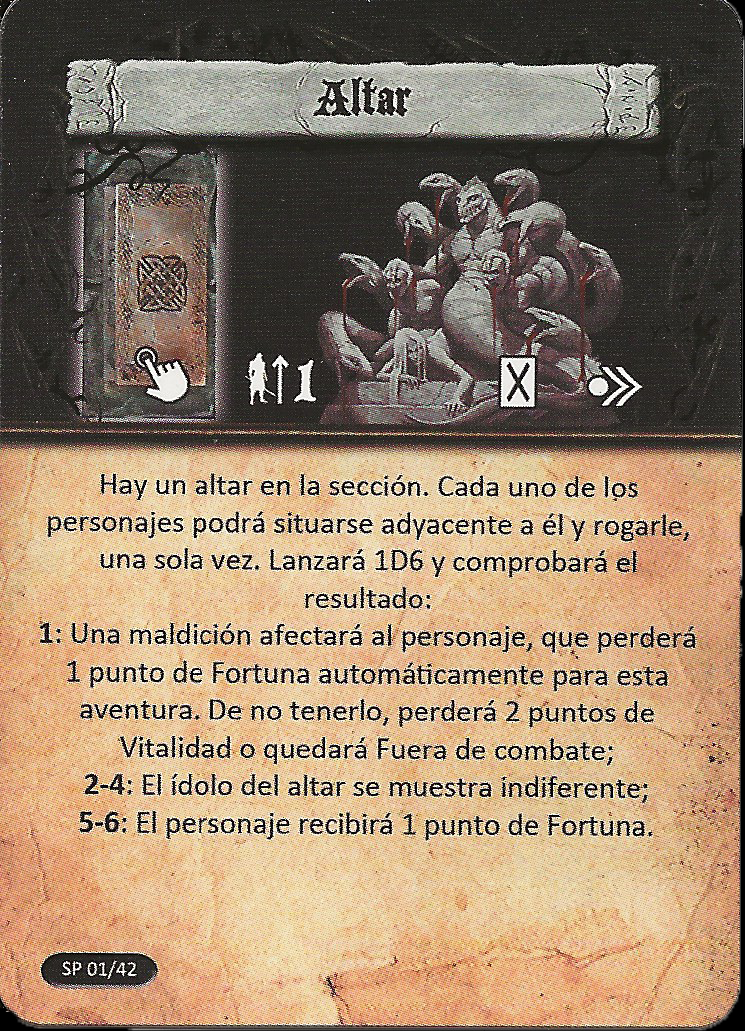 Altar
1
X
Hay un altar en la sección. Cada uno de los
personajes podrá situarse adyacente a él y rogarle,
una sola vez. Lanzará 1D6 y comprobará el
resultado:
1: Una maldición afectará al personaje, que perderá
1 punto de Fortuna automáticamente para esta
aventura. De no tenerlo, perderá 2 puntos de
Vitalidad o quedará Fuera de combate;
2-4: El ídolo del altar se muestra indiferente;
5-6: El personaje recibirá 1 punto de Fortuna.
SP 01/42